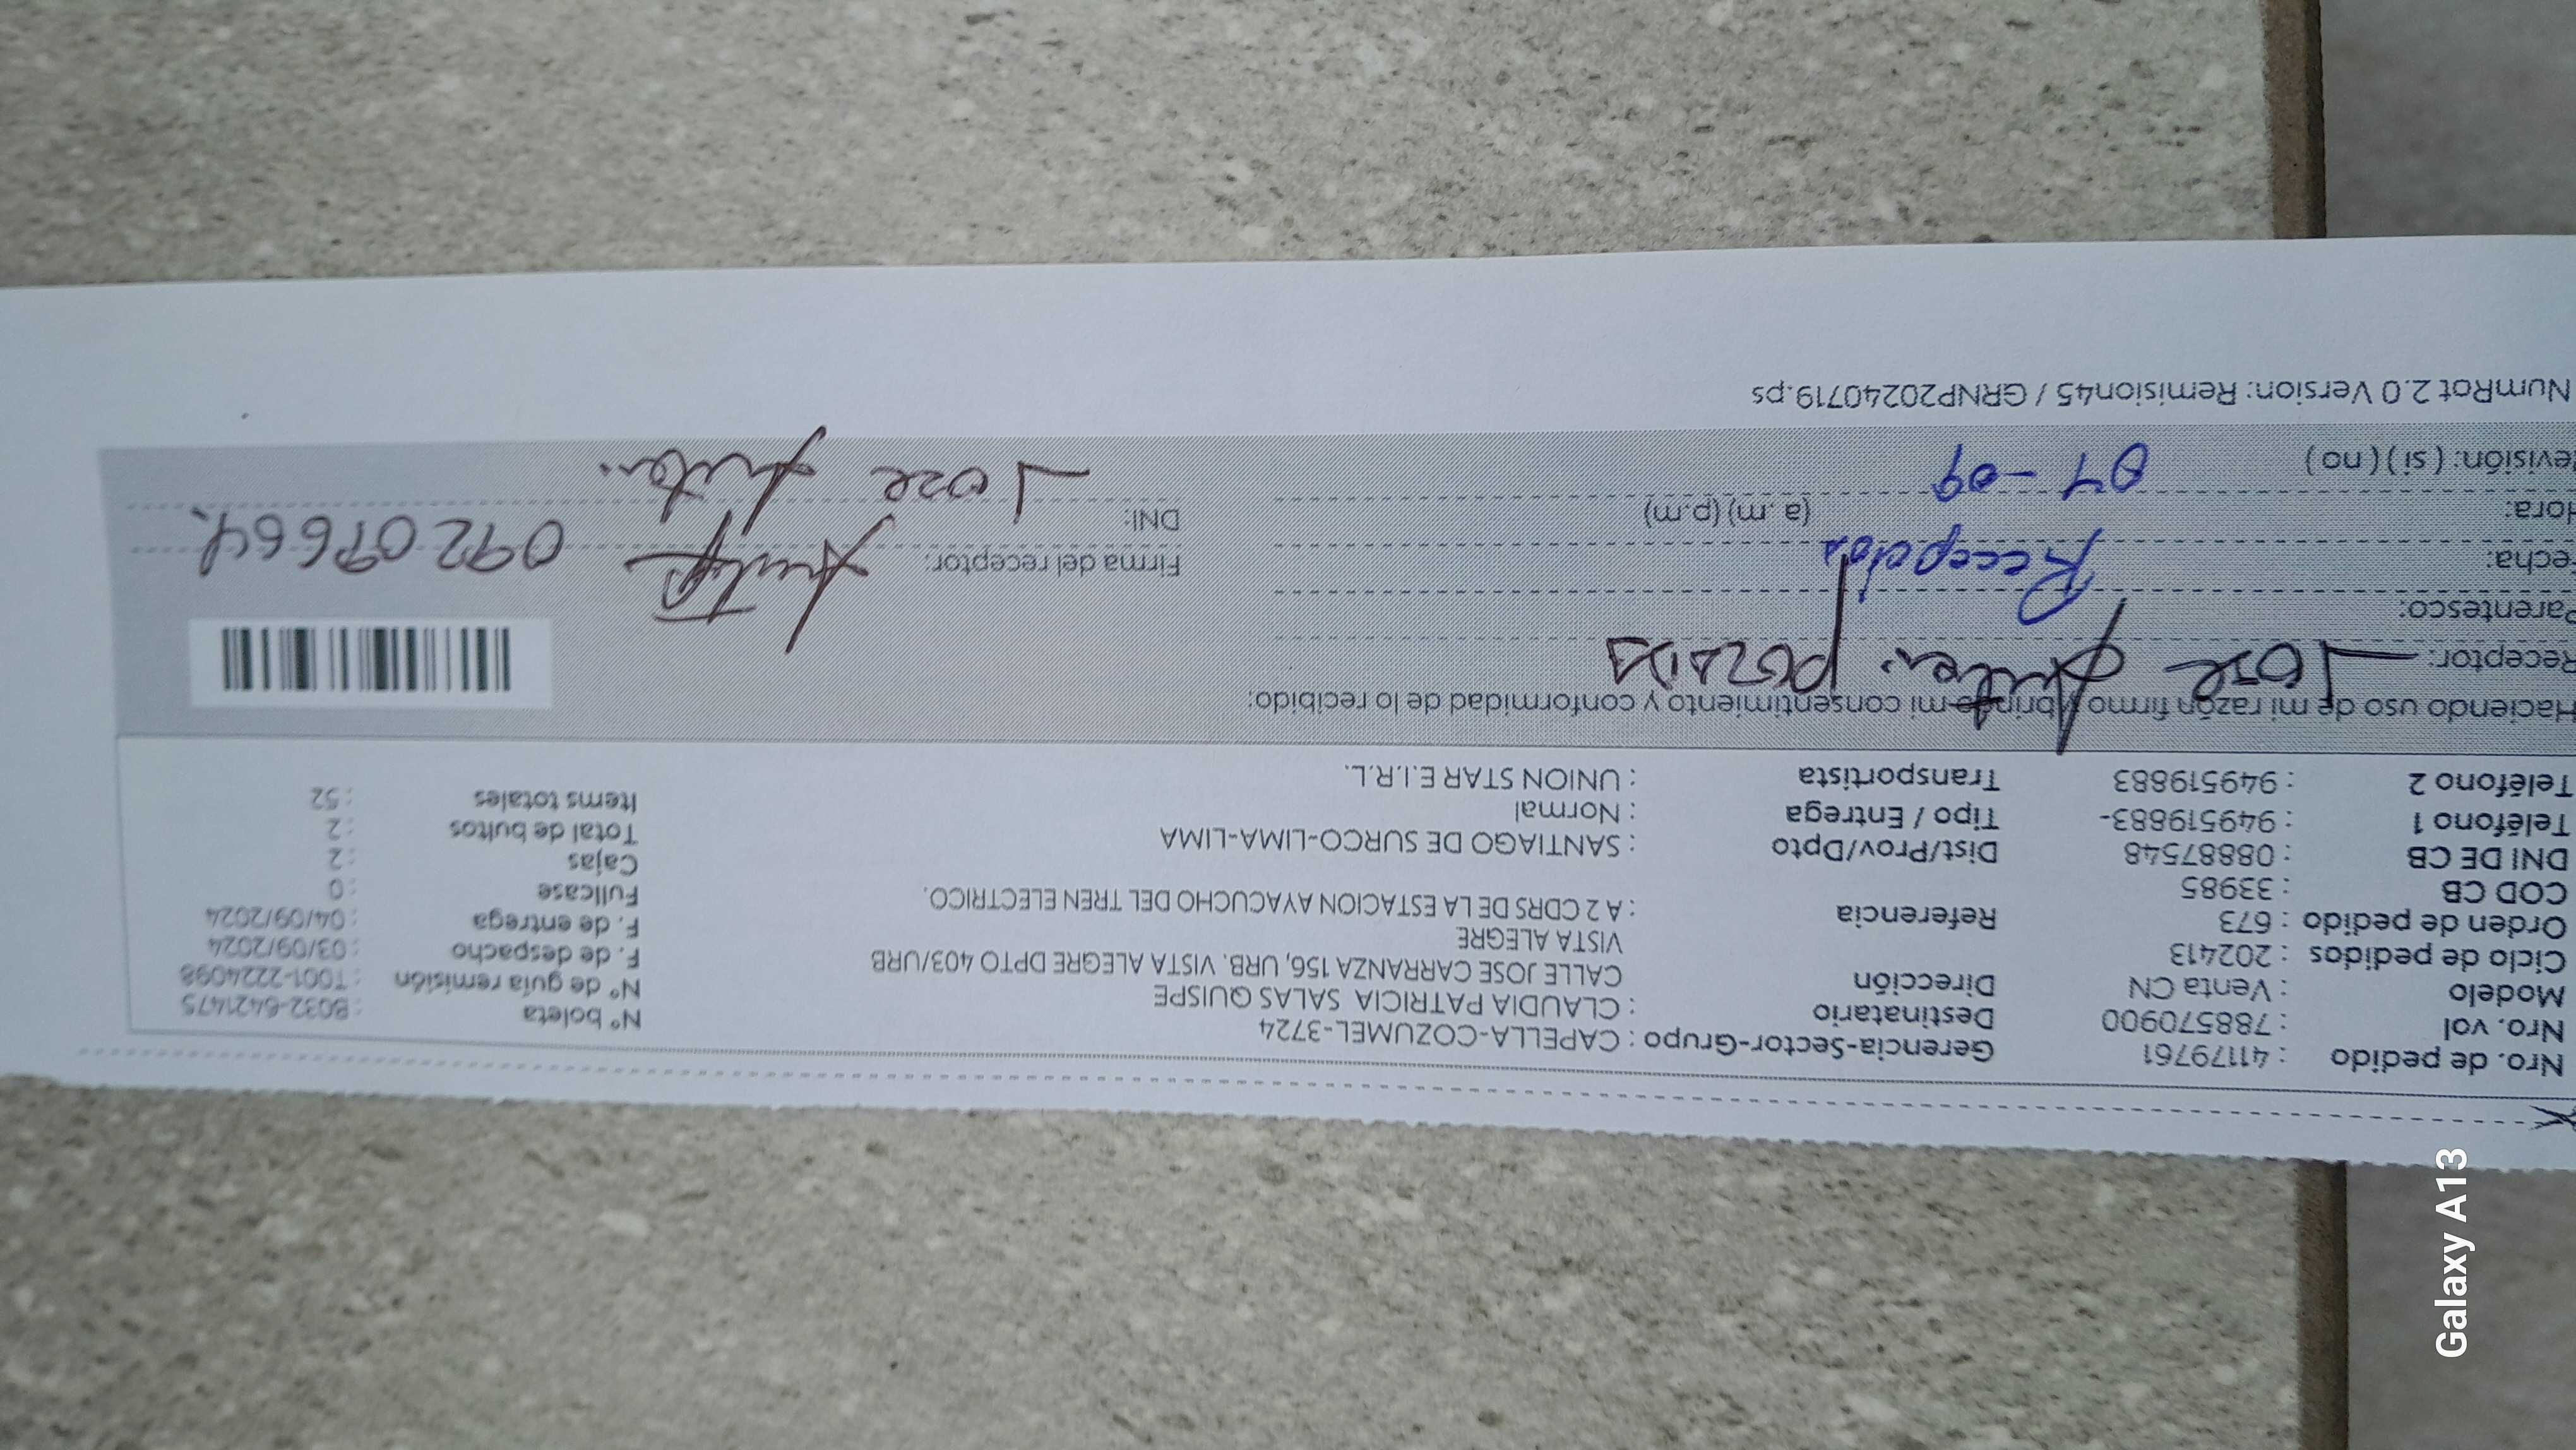 Nro. de pedido : 41179761 Gerencia-Sector-Grupo : CAPELLA-COZUMEL-3724 N° boleta : B032-6421475
Nro. vol : 788570900 Destinatario : CLAUDIA PATRICIA SALAS QUISPE N° de guía remisión : T001-2224098
Modelo : Venta CN Dirección CALLE JOSE CARRANZA 156, URB. VISTA ALEGRE DPTO 403/URB F. de despacho : 03/09/2024
Ciclo de pedidos : 202413 VISTA ALEGRE F. de entrega : 04/09/2024
Orden de pedido : 673 Referencia : A 2 CDRS DE LA ESTACION AYACUCHO DEL TREN ELECTRICO. Fullcase : 0
COD CB : 33985 Cajas : 2
DNI DE CB : 08887548 Dist/Prov/Dpto : SANTIAGO DE SURCO-LIMA-LIMA Total de bultos : 2
Teléfono 1 : 949519883- Tipo / Entrega : Normal Items totales : 52
Teléfono 2 : 949519883 Transportista : UNION STAR E.I.R.L.
Haciendo uso de mi razón firmo y brindo mi consentimiento y conformidad de lo recibido:
Receptor: Jose
Parentesco: Recepcion
Fecha: Firma del receptor: 09207664
Hora: (a.m) (p.m) DNI:
Revisión: ( si ) ( no ) 04-09 Jose
NumRot 2.0 Version: Remision45 / GRNP20240719.ps
Galaxy A13